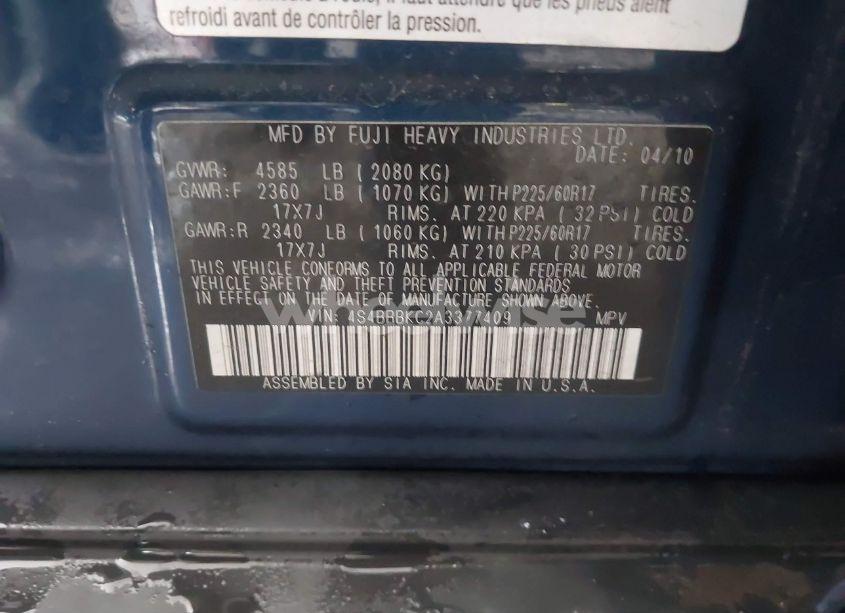 refroidi avant de contrôler la pression.
MFD BY FUJI HEAVY INDUSTRIES LTD.
DATE: 04/10
GVWR: 4585 LB ( 2080 KG)
GAWR:F 2360 LB ( 1070 KG) WITH P225/60R17 TIRES.
17X7J RIMS. AT 220 KPA ( 32 PSI) COLD
GAWR:R 2340 LB ( 1060 KG) WITH P225/60R17 TIRES.
17X7J RIMS. AT 210 KPA ( 30 PSI) COLD
THIS VEHICLE CONFORMS TO ALL APPLICABLE FEDERAL MOTOR
VEHICLE SAFETY AND THEFT PREVENTION STANDARDS
IN EFFECT ON THE DATE OF MANUFACTURE SHOWN ABOVE.
VIN: 4S4BRBKC2A3377409 MPV
ASSEMBLED BY SIA INC. MADE IN U.S.A.